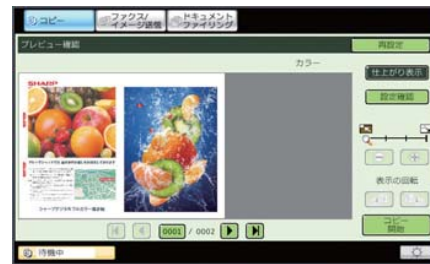 コピー
ファクス/
イメージ送信
ドキュメント
ファイリング
プレビュー確認
再設定
カラー
仕上がり表示
設定確認
SHARP
表示の回転
0001 / 0002
コピー
開始
待機中